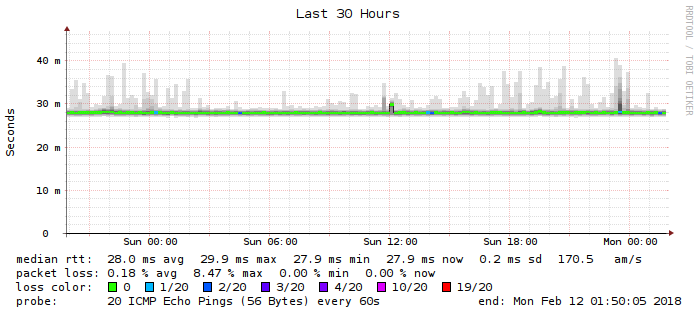 Last 30 Hours
RRDTOOL / TOBI OETIKER
Seconds
40 m
30 m
20 m
10 m
0
Sun 00:00 Sun 06:00 Sun 12:00 Sun 18:00 Mon 00:00
median rtt: 28.0 ms avg 29.9 ms max 27.9 ms min 27.9 ms now 0.2 ms sd 170.5 am/s
packet loss: 0.18 % avg 8.47 % max 0.00 % min 0.00 % now
loss color: 0 1/20 2/20 3/20 4/20 10/20 19/20
probe: 20 ICMP Echo Pings (56 Bytes) every 60s end: Mon Feb 12 01:50:05 2018